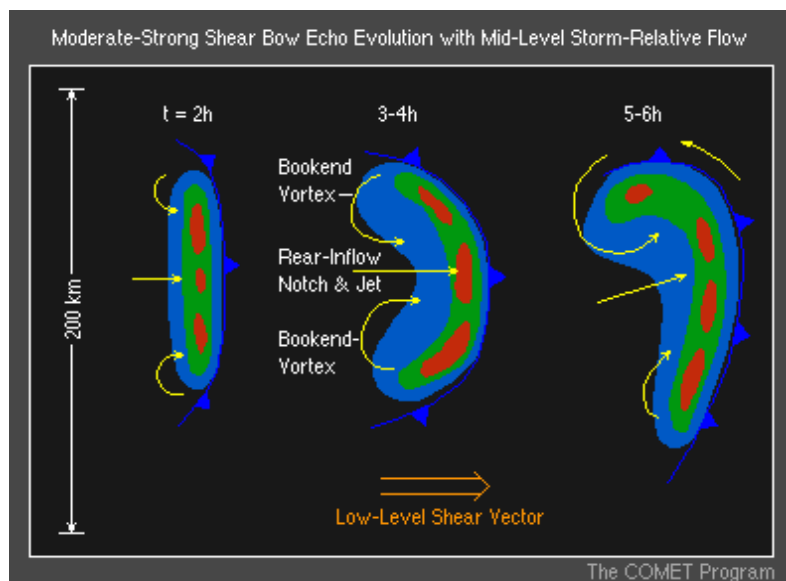 Moderate-Strong Shear Bow Echo Evolution with Mid-Level Storm-Relative Flow
t = 2h
3-4h
5-6h
Bookend
Vortex
Rear-Inflow
Notch & Jet
Bookend-
Vortex
200 km
Low-Level Shear Vector
The COMET Program